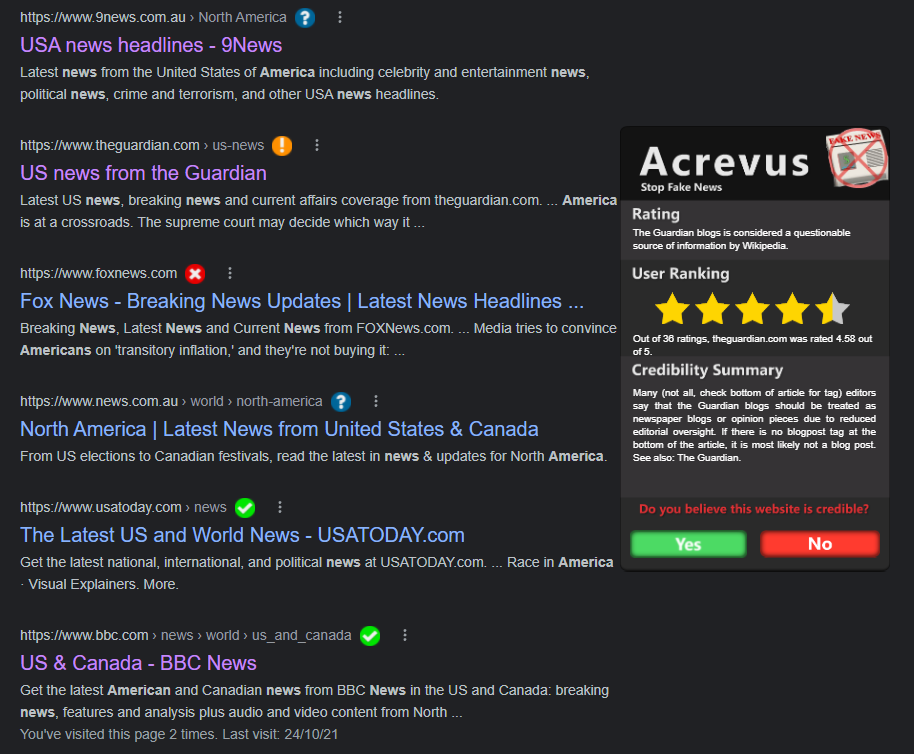 https://www.9news.com.au › North America
USA news headlines - 9News
Latest news from the United States of America including celebrity and entertainment news,
political news, crime and terrorism, and other USA news headlines.
https://www.theguardian.com › us-news
US news from the Guardian
Latest US news, breaking news and current affairs coverage from theguardian.com. ... America
is at a crossroads. The supreme court may decide which way it ...
https://www.foxnews.com
Fox News - Breaking News Updates | Latest News Headlines ...
Breaking News, Latest News and Current News from FOXNews.com. ... Media tries to convince
Americans on 'transitory inflation,' and they're not buying it: ...
https://www.news.com.au › world › north-america
North America | Latest News from United States & Canada
From US elections to Canadian festivals, read the latest in news & updates for North America.
https://www.usatoday.com › news
The Latest US and World News - USATODAY.com
Get the latest national, international, and political news at USATODAY.com. ... Race in America
· Visual Explainers. More.
https://www.bbc.com › news › world › us_and_canada
US & Canada - BBC News
Get the latest American and Canadian news from BBC News in the US and Canada: breaking
news, features and analysis plus audio and video content from North ...
You've visited this page 2 times. Last visit: 24/10/21
Acrevus
FAKE NEWS
Stop Fake News
Rating
The Guardian blogs is considered a questionable
source of information by Wikipedia.
User Ranking
Out of 36 ratings, theguardian.com was rated 4.58 out
of 5.
Credibility Summary
Many (not all, check bottom of article for tag) editors
say that the Guardian blogs should be treated as
newspaper blogs or opinion pieces due to reduced
editorial oversight. If there is no blogpost tag at the
bottom of the article, it is most likely not a blog post.
See also: The Guardian.
Do you believe this website is credible?
Yes
No